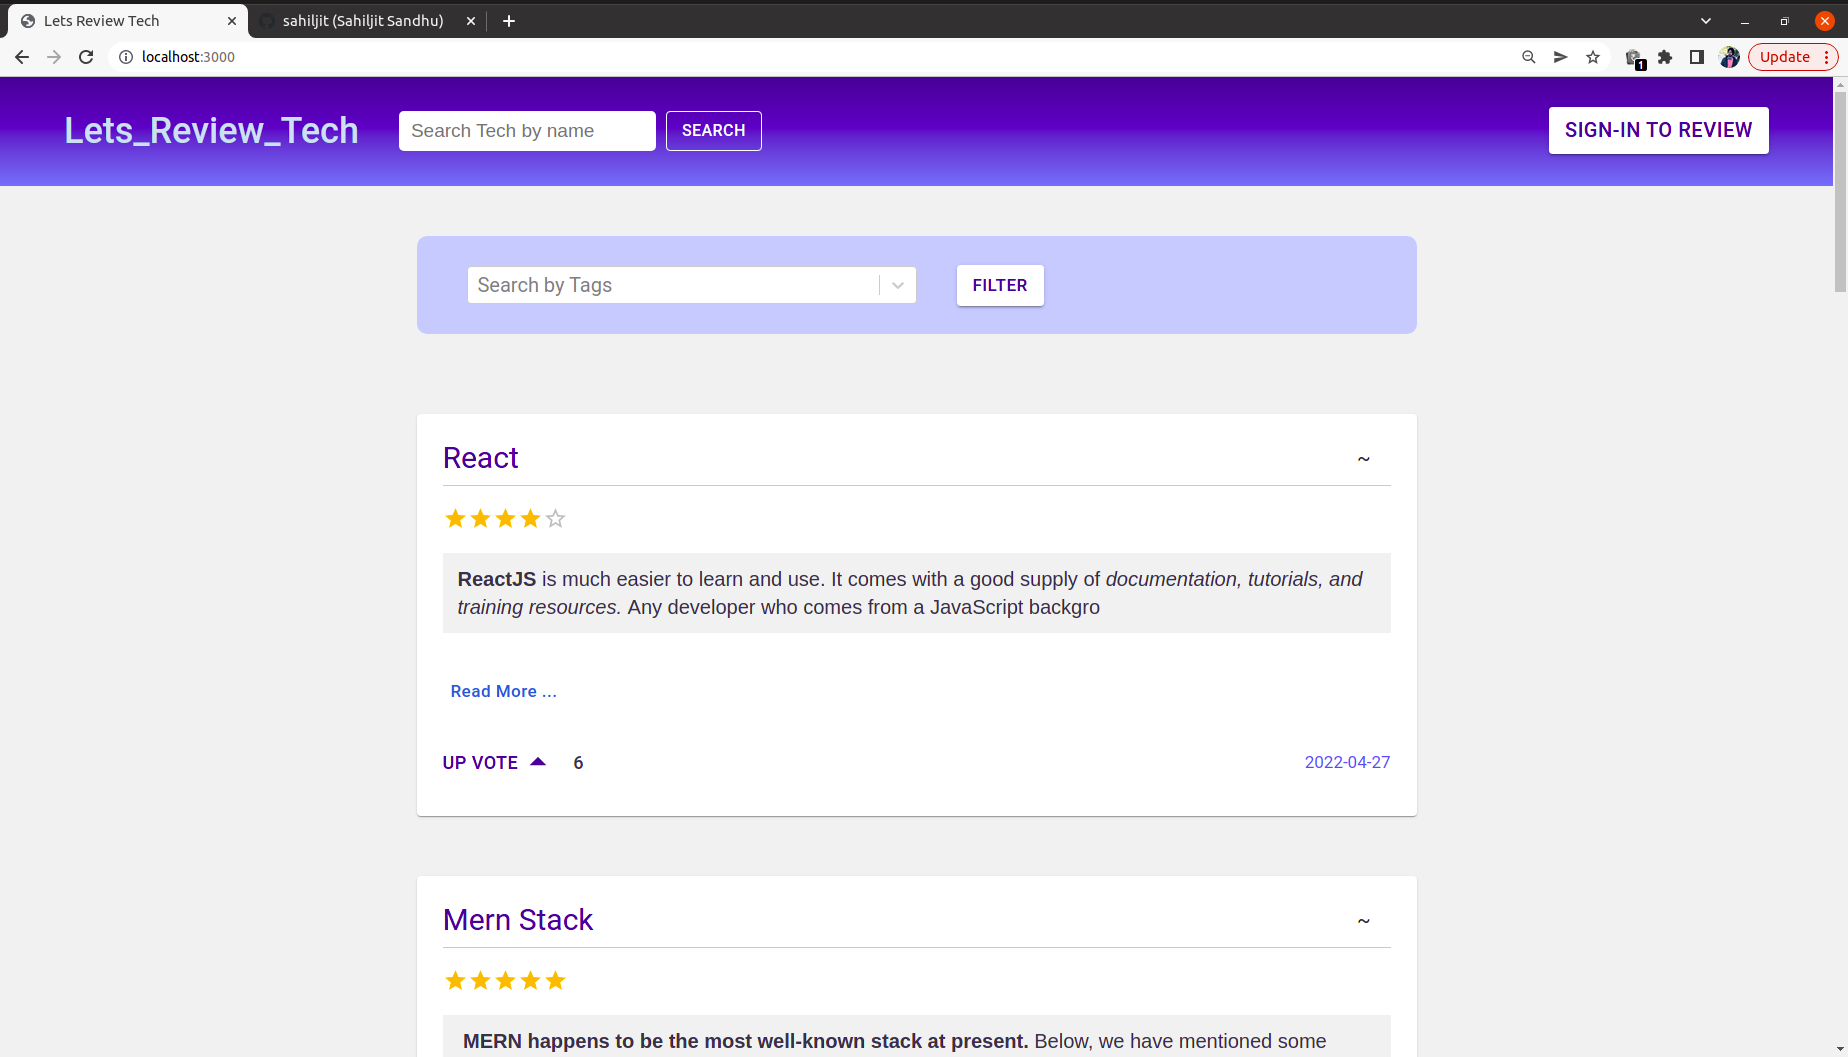 Lets Review Tech
sahiljit (Sahiljit Sandhu)
localhost:3000
1
Update
Lets_Review_Tech
Search Tech by name
SEARCH
SIGN-IN TO REVIEW
Search by Tags
FILTER
React
~
ReactJS is much easier to learn and use. It comes with a good supply of documentation, tutorials, and
training resources. Any developer who comes from a JavaScript backgro
Read More ...
UP VOTE 6
2022-04-27
Mern Stack
~
MERN happens to be the most well-known stack at present. Below, we have mentioned some